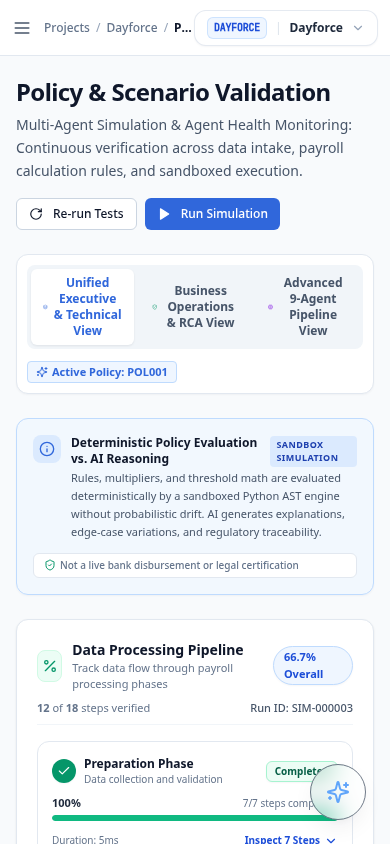 Projects / Dayforce / P...
DAYFORCE
Dayforce
Policy & Scenario Validation
Multi-Agent Simulation & Agent Health Monitoring:
Continuous verification across data intake, payroll
calculation rules, and sandboxed execution.
Re-run Tests
Run Simulation
Unified
Executive
& Technical
View
Business
Operations
& RCA View
Advanced
9-Agent
Pipeline
View
Active Policy: POL001
Deterministic Policy Evaluation
vs. AI Reasoning
SANDBOX
SIMULATION
Rules, multipliers, and threshold math are evaluated
deterministically by a sandboxed Python AST engine
without probabilistic drift. AI generates explanations,
edge-case variations, and regulatory traceability.
Not a live bank disbursement or legal certification
Data Processing Pipeline
Track data flow through payroll
processing phases
66.7%
Overall
12 of 18 steps verified
Run ID: SIM-000003
Preparation Phase
Data collection and validation
100%
7/7 steps
Duration: 5ms
Inspect 7 Steps